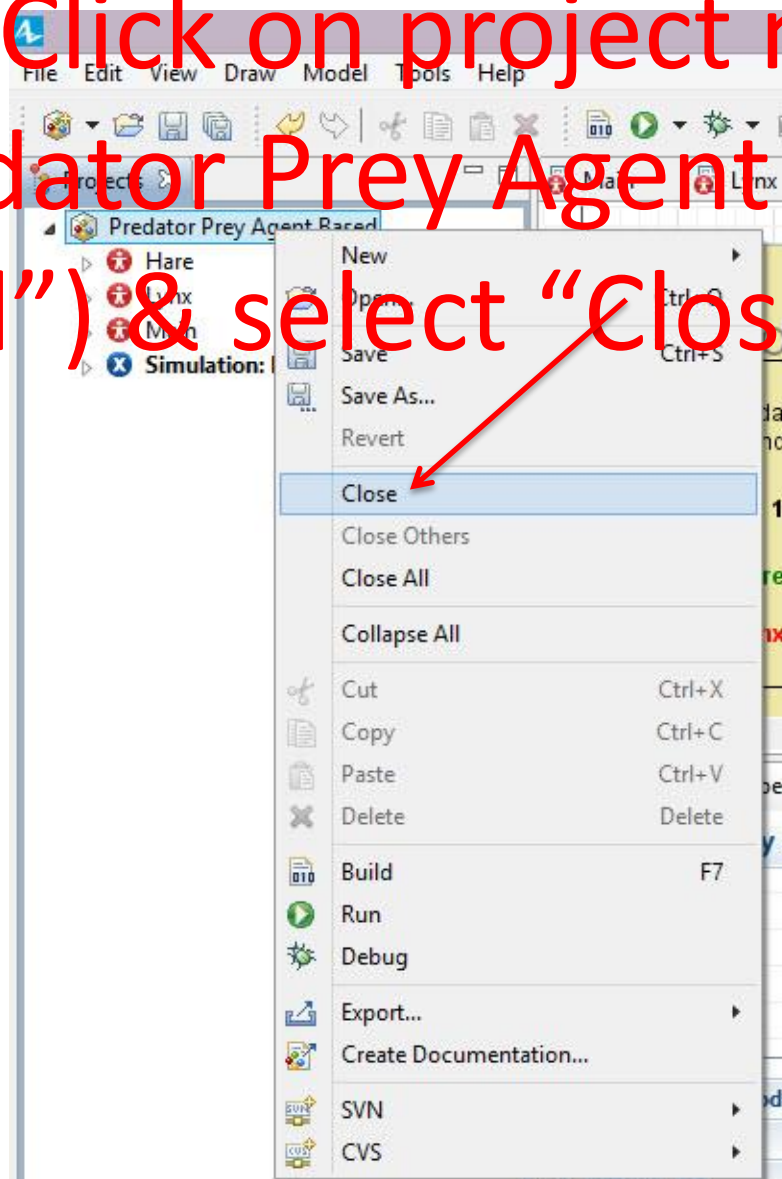 Click on project
File Edit View Draw Model Tools Help
Prey Agent
Projects Main Lynx
Predator Prey Agent Based
Hare
Lynx
Main
Simulation:
") & select “Clos
New
Open... Ctrl+O
Save Ctrl+S
Save As...
Revert
Close
Close Others
Close All
Collapse All
Cut Ctrl+X
Copy Ctrl+C
Paste Ctrl+V
Delete Delete
Build F7
Run
Debug
Export...
Create Documentation...
SVN
CVS